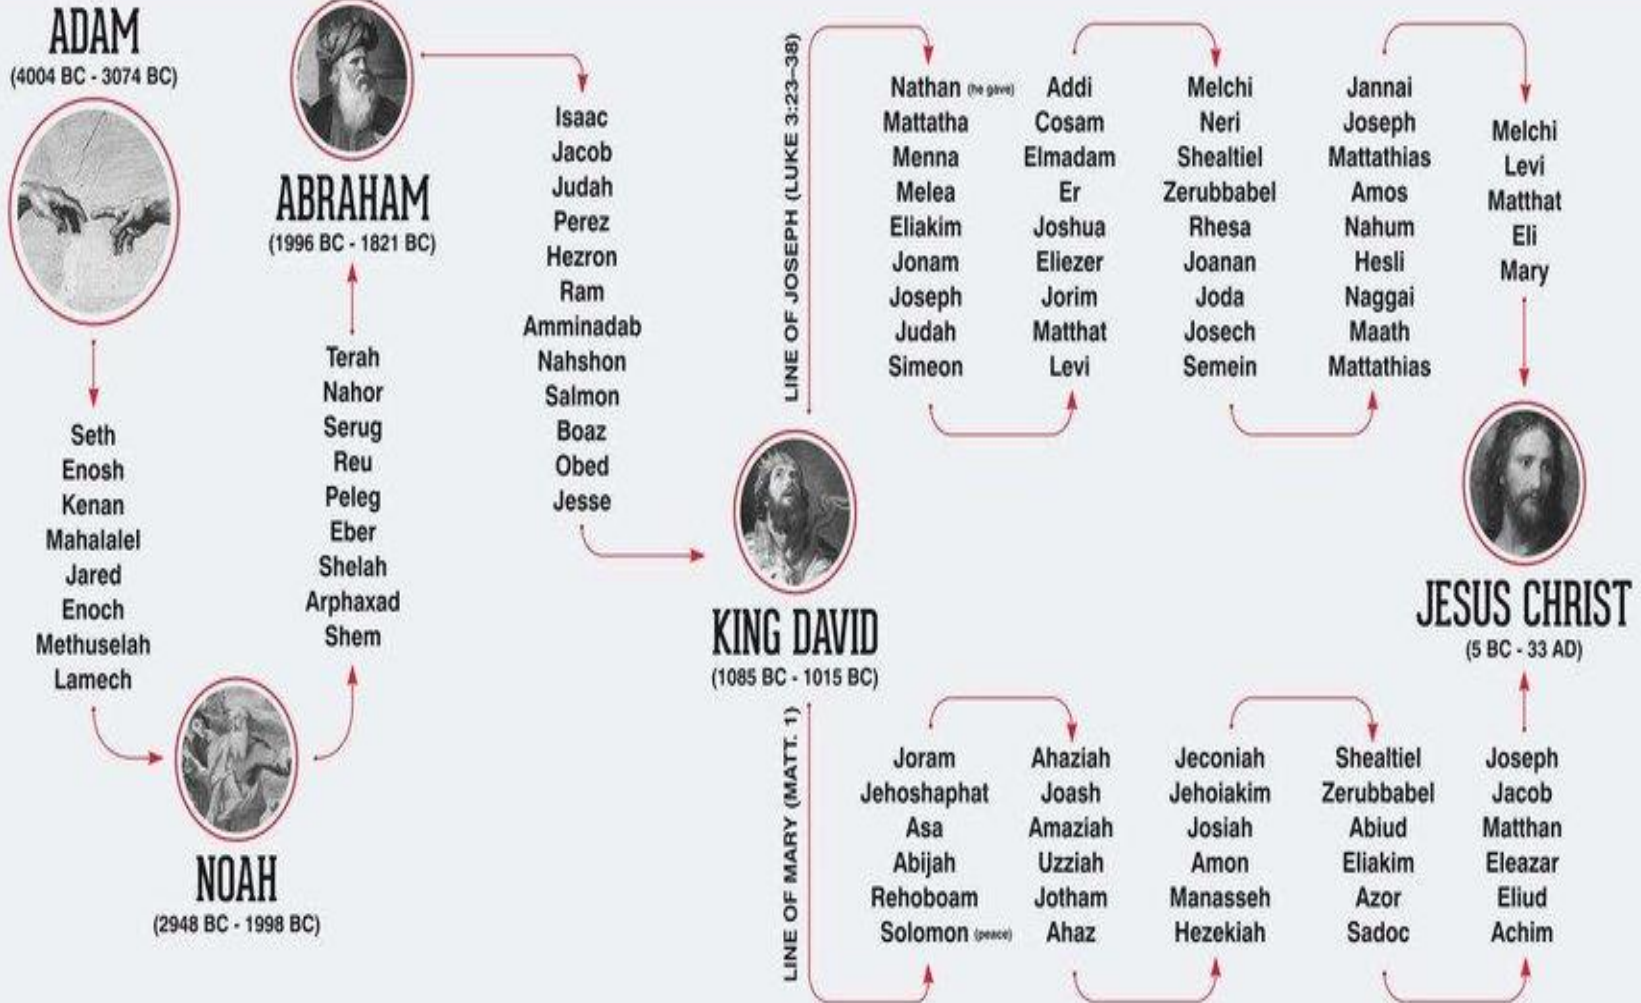 ADAM
(4004 BC - 3074 BC)
Seth
Enosh
Kenan
Mahalalel
Jared
Enoch
Methuselah
Lamech
NOAH
(2948 BC - 1998 BC)
Terah
Nahor
Serug
Reu
Peleg
Eber
Shelah
Arphaxad
Shem
ABRAHAM
(1996 BC - 1821 BC)
Isaac
Jacob
Judah
Perez
Hezron
Ram
Amminadab
Nahshon
Salmon
Boaz
Obed
Jesse
KING DAVID
(1085 BC - 1015 BC)
LINE OF JOSEPH (LUKE 3:23–38)
Nathan (he gave)
Mattatha
Menna
Melea
Eliakim
Jonam
Joseph
Judah
Simeon
Addi
Cosam
Elmadam
Er
Joshua
Eliezer
Jorim
Matthat
Levi
Melchi
Neri
Shealtiel
Zerubbabel
Rhesa
Joanan
Joda
Josech
Semein
Jannai
Joseph
Mattathias
Amos
Nahum
Hesli
Naggai
Maath
Mattathias
Melchi
Levi
Matthat
Eli
Mary
LINE OF MARY (MATT. 1)
Joram
Jehoshaphat
Asa
Abijah
Rehoboam
Solomon (peace)
Ahaziah
Joash
Amaziah
Uzziah
Jotham
Ahaz
Jeconiah
Jehoiakim
Josiah
Amon
Manasseh
Hezekiah
Shealtiel
Zerubbabel
Abiud
Eliakim
Azor
Sadoc
Joseph
Jacob
Matthan
Eleazar
Eliud
Achim
JESUS CHRIST
(5 BC - 33 AD)